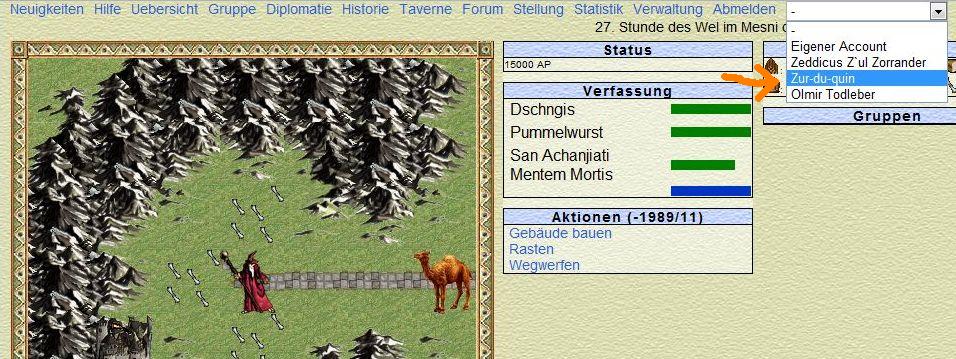 Neuigkeiten Hilfe Uebersicht Gruppe Diplomatie Historie Taverne Forum Stellung Statistik Verwaltung Abmelden -
27. Stunde des Wel im Mesni
-
Eigener Account
Zeddicus Z`ul Zorrander
Zur-du-quin
Olmir Todleber
Status
15000 AP
Verfassung
Dschngis
Pummelwurst
San Achanjiati
Mentem Mortis
Gruppen
Aktionen (-1989/11)
Gebäude bauen
Rasten
Wegwerfen